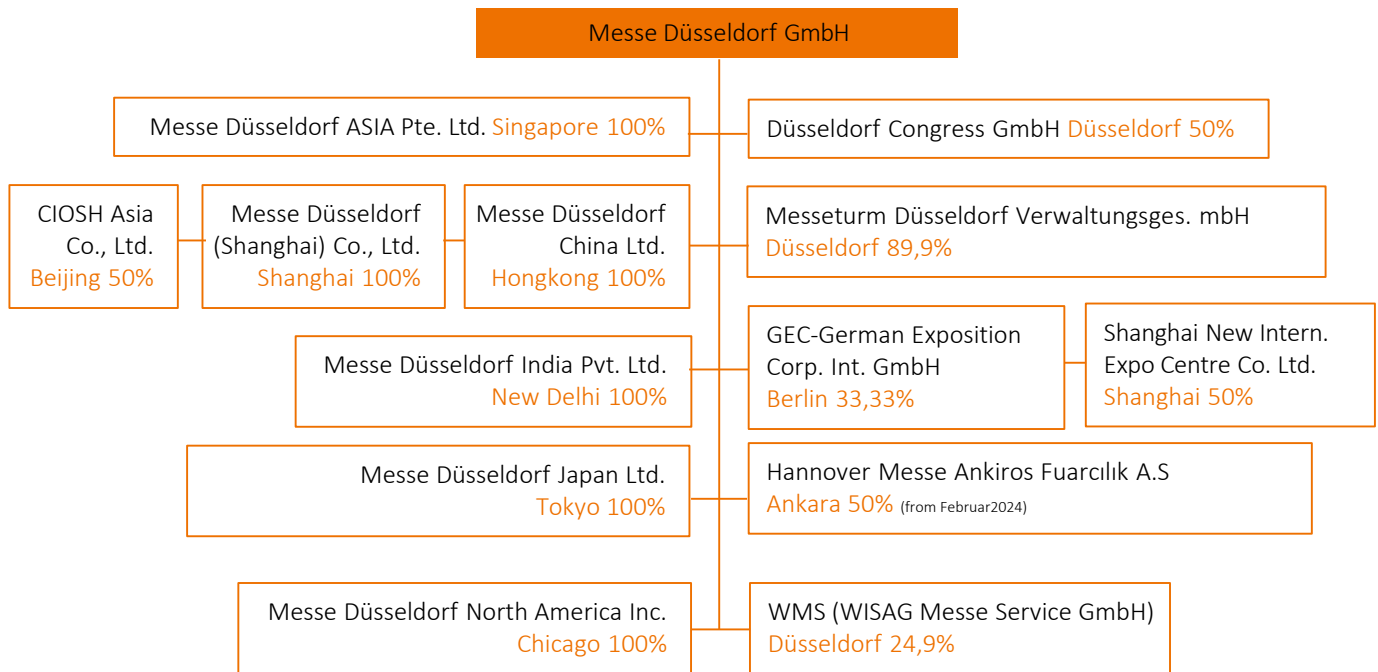 Messe Düsseldorf GmbH
Messe Düsseldorf ASIA Pte. Ltd. Singapore 100%
Düsseldorf Congress GmbH Düsseldorf 50%
CIOSH Asia
Co., Ltd.
Beijing 50%
Messe Düsseldorf
(Shanghai) Co., Ltd.
Shanghai 100%
Messe Düsseldorf
China Ltd.
Hongkong 100%
Messeturm Düsseldorf Verwaltungsges. mbH
Düsseldorf 89,9%
Messe Düsseldorf India Pvt. Ltd.
New Delhi 100%
GEC-German Exposition
Corp. Int. GmbH
Berlin 33,33%
Shanghai New Intern.
Expo Centre Co. Ltd.
Shanghai 50%
Messe Düsseldorf Japan Ltd.
Tokyo 100%
Hannover Messe Ankiros Fuarcılık A.S
Ankara 50% (from Februar2024)
Messe Düsseldorf North America Inc.
Chicago 100%
WMS (WISAG Messe Service GmbH)
Düsseldorf 24,9%